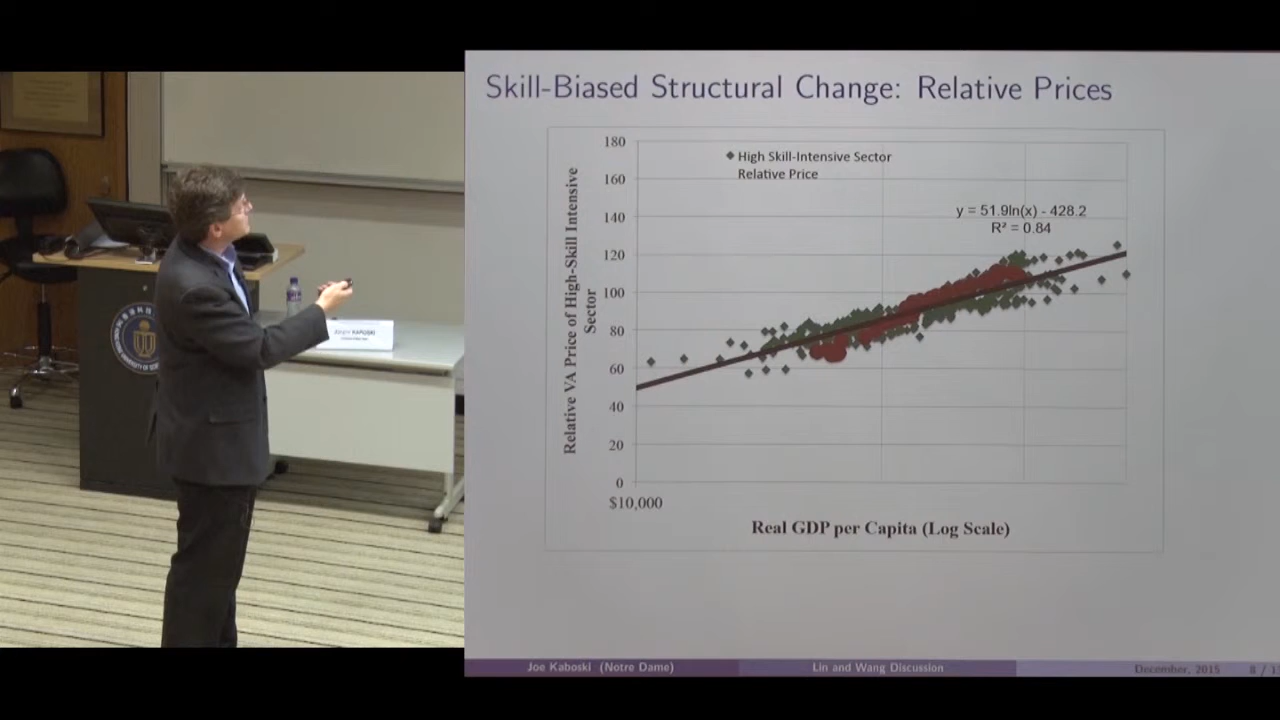 Skill-Biased Structural Change: Relative Prices
180
160
140
120
100
80
60
40
20
0
Relative VA Price of High-Skill Intensive
Sector
High Skill-Intensive Sector
Relative Price
y = 51.9ln(x) - 428.2
R² = 0.84
$10,000
Real GDP per Capita (Log Scale)
KABOSKI
Joe Kaboski (Notre Dame)
Lin and Wang Discussion
December, 2015
8 / 1